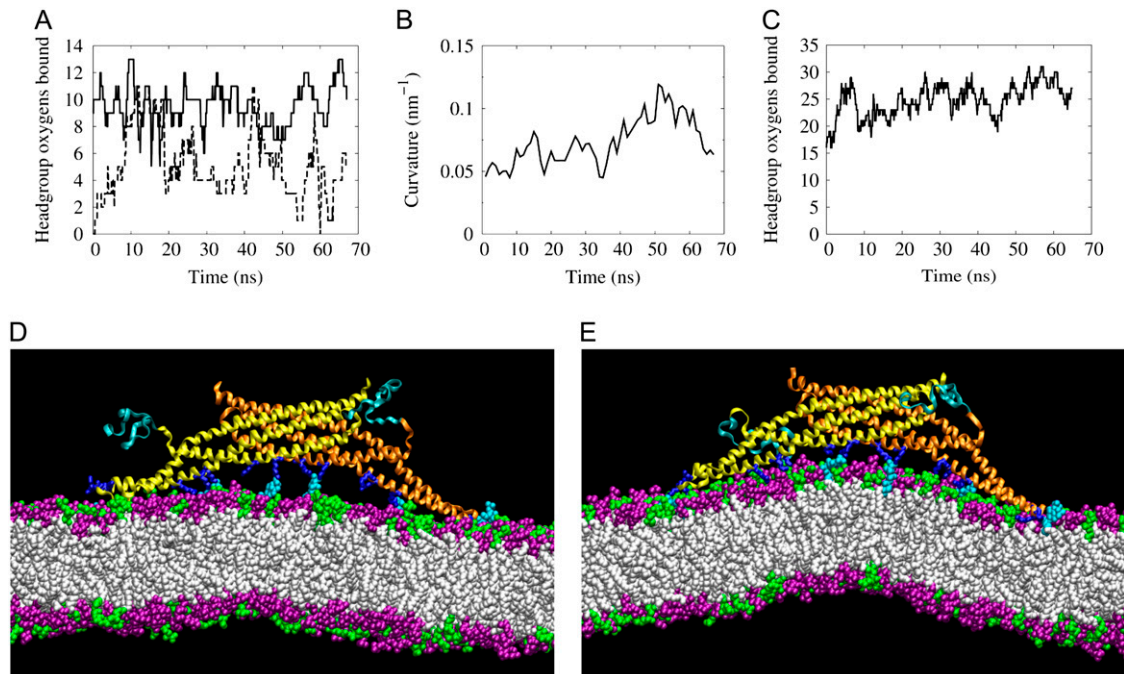 A
Headgroup oxygens bound
14
12
10
8
6
4
2
0
0 10 20 30 40 50 60 70
Time (ns)
B
Curvature (nm⁻¹)
0.15
0.1
0.05
0
0 10 20 30 40 50 60 70
Time (ns)
C
Headgroup oxygens bound
35
30
25
20
15
10
5
0
0 10 20 30 40 50 60 70
Time (ns)
D
E